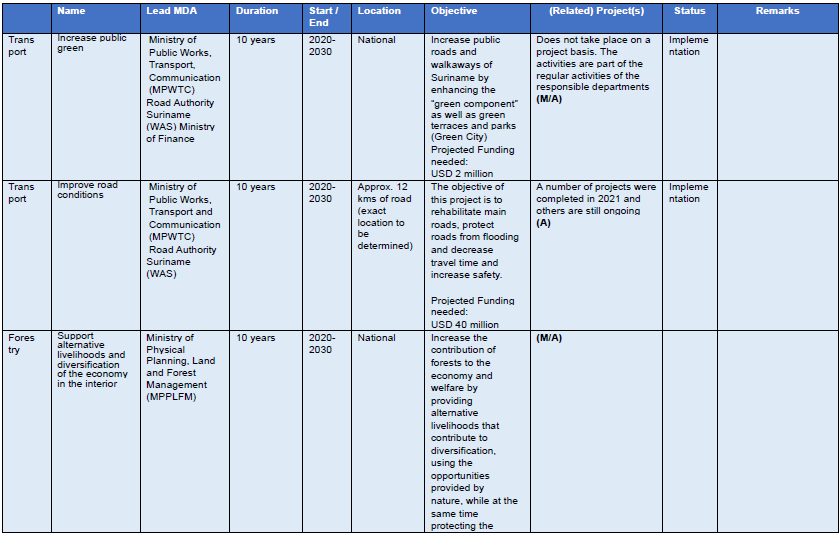 Name
Lead MDA
Duration
Start /
End
Location
Objective
(Related) Project(s)
Status
Remarks
Trans
port
Increase public
green
Ministry of
Public Works,
Transport,
Communication
(MPWTC)
Road Authority
Suriname
(WAS) Ministry
of Finance
10 years
2020-
2030
National
Increase public
roads and
walkaways of
Suriname by
enhancing the
“green component”
as well as green
terraces and parks
(Green City)
Projected Funding
needed:
USD 2 million
Does not take place on a
project basis. The
activities are part of the
regular activities of the
responsible departments
(M/A)
Impleme
ntation
Trans
port
Improve road
conditions
Ministry of
Public Works,
Transport and
Communication
(MPWTC)
Road Authority
Suriname
(WAS)
10 years
2020-
2030
Approx. 12
kms of road
(exact
location to
be
determined)
The objective of
this project is to
rehabilitate main
roads, protect
roads from flooding
and decrease
travel time and
increase safety.
Projected Funding
needed:
USD 40 million
A number of projects were
completed in 2021 and
others are still ongoing
(A)
Impleme
ntation
Fores
try
Support
alternative
livelihoods and
diversification
of the economy
in the interior
Ministry of
Physical
Planning, Land
and Forest
Management
(MPPLFM)
10 years
2020-
2030
National
Increase the
contribution of
forests to the
economy and
welfare by
providing
alternative
livelihoods that
contribute to
diversification,
using the
opportunities
provided by
nature, while at the
same time
protecting the
(M/A)